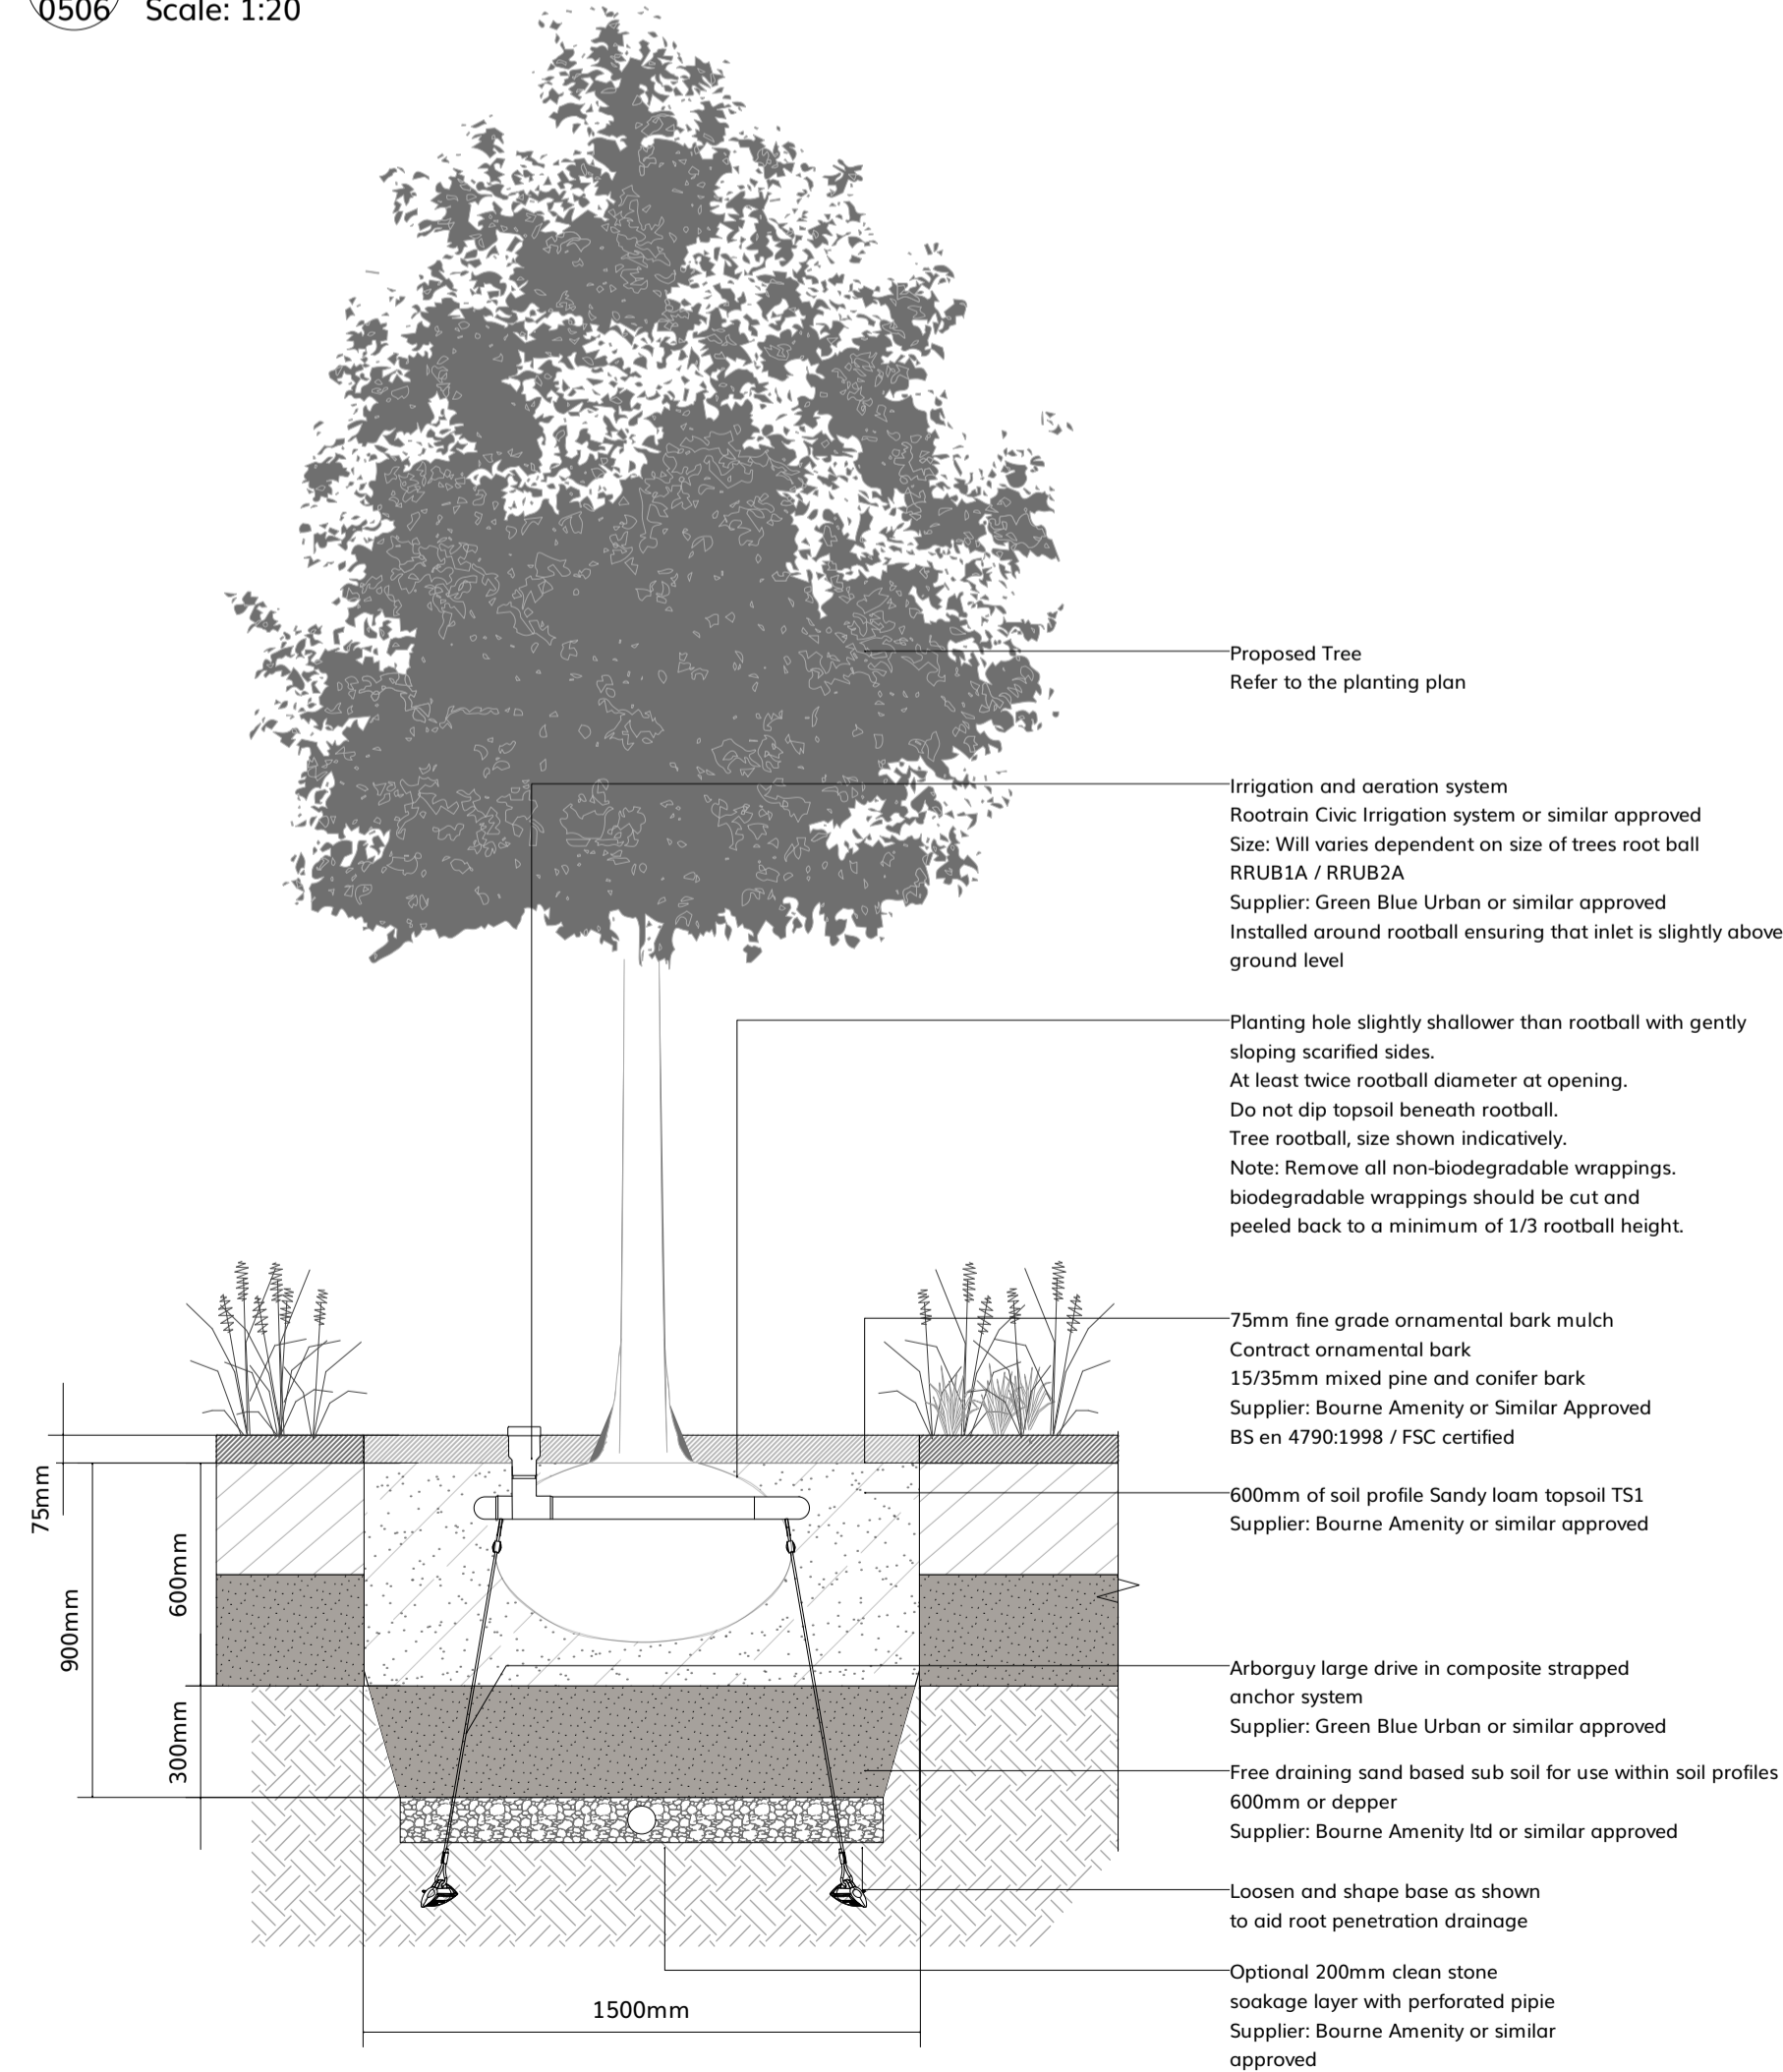 0506 Scale: 1:20
Proposed Tree
Refer to the planting plan
Irrigation and aeration system
Rootrain Civic Irrigation system or similar approved
Size: Will varies dependent on size of trees root ball
RRUB1A / RRUB2A
Supplier: Green Blue Urban or similar approved
Installed around rootball ensuring that inlet is slightly above
ground level
Planting hole slightly shallower than rootball with gently
sloping scarified sides.
At least twice rootball diameter at opening.
Do not dip topsoil beneath rootball.
Tree rootball, size shown indicatively.
Note: Remove all non-biodegradable wrappings.
biodegradable wrappings should be cut and
peeled back to a minimum of 1/3 rootball height.
75mm fine grade ornamental bark mulch
Contract ornamental bark
15/35mm mixed pine and conifer bark
Supplier: Bourne Amenity or Similar Approved
BS en 4790:1998 / FSC certified
600mm of soil profile Sandy loam topsoil TS1
Supplier: Bourne Amenity or similar approved
Arborguy large drive in composite strapped
anchor system
Supplier: Green Blue Urban or similar approved
Free draining sand based sub soil for use within soil profiles
600mm or depper
Supplier: Bourne Amenity ltd or similar approved
Loosen and shape base as shown
to aid root penetration drainage
Optional 200mm clean stone
soakage layer with perforated pipie
Supplier: Bourne Amenity or similar
approved
75mm
900mm
600mm
300mm
1500mm